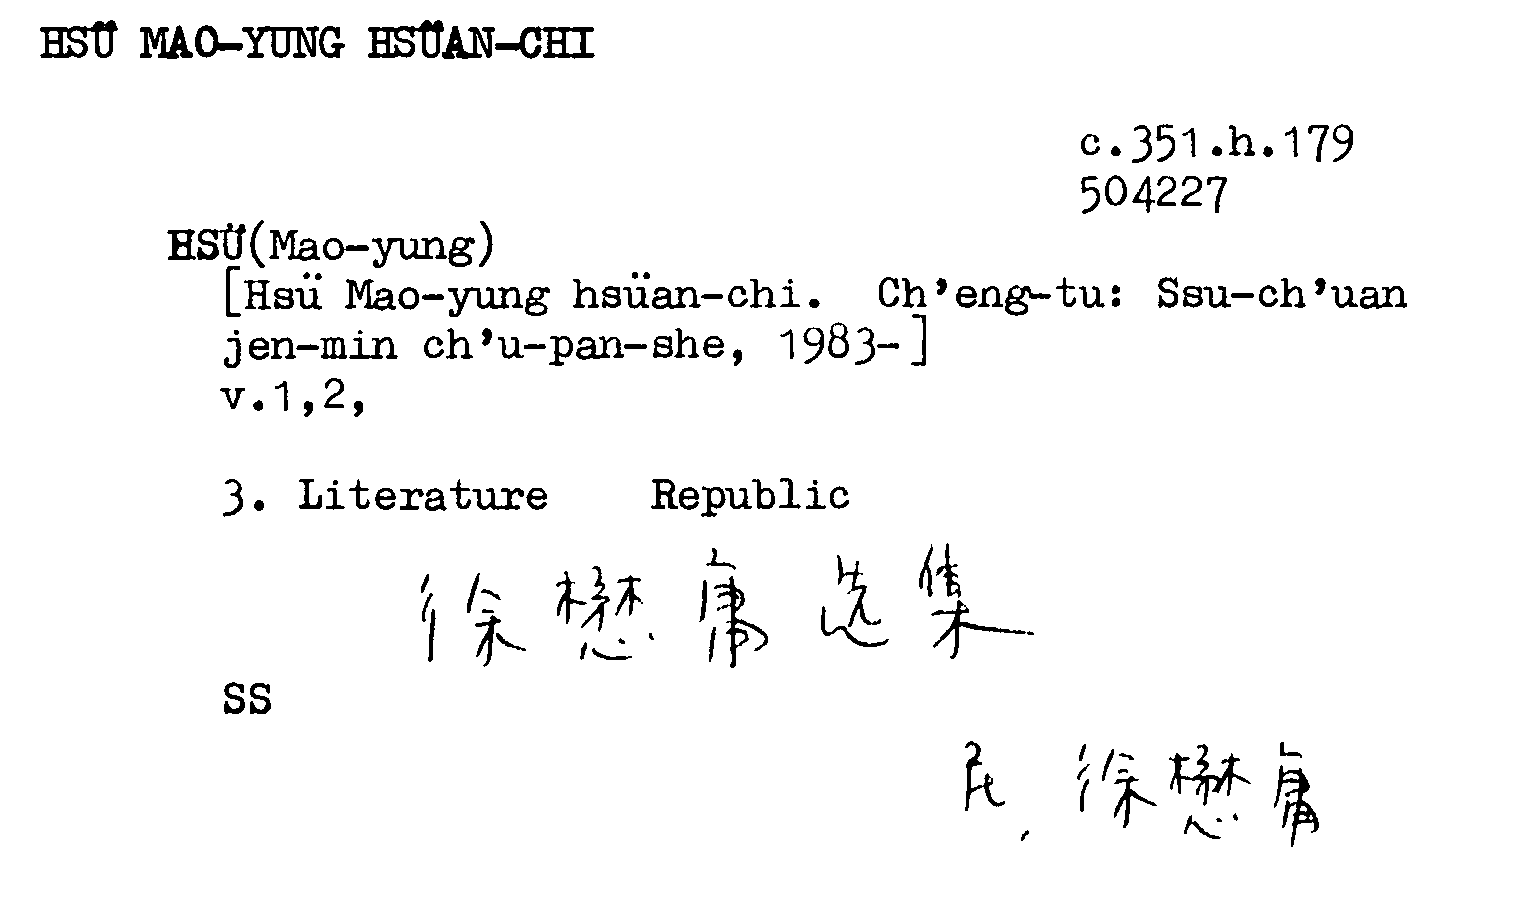 HSÜ MAO-YUNG HSÜAN-CHI
c.351.h.179
504227
HSÜ(Mao-yung)
[Hsü Mao-yung hsüan-chi. Ch'eng-tu: Ssu-ch'uan
jen-min ch'u-pan-she, 1983- ]
v.1,2,
3. Literature Republic
徐懋庸选集
SS
民, 徐懋庸